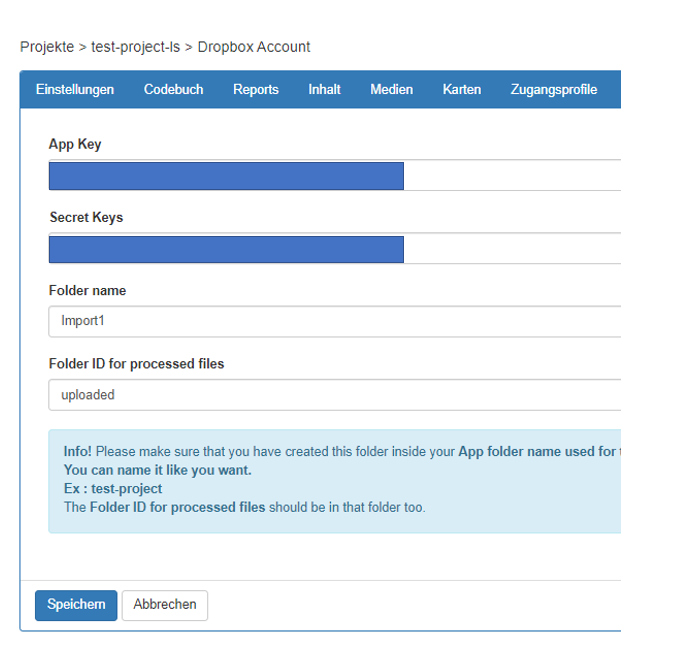 Projekte > test-project-ls > Dropbox Account
Einstellungen Codebuch Reports Inhalt Medien Karten Zugangsprofile
App Key
Secret Keys
Folder name
Import1
Folder ID for processed files
uploaded
Info! Please make sure that you have created this folder inside your App folder name used for
You can name it like you want.
Ex : test-project
The Folder ID for processed files should be in that folder too.
Speichern Abbrechen